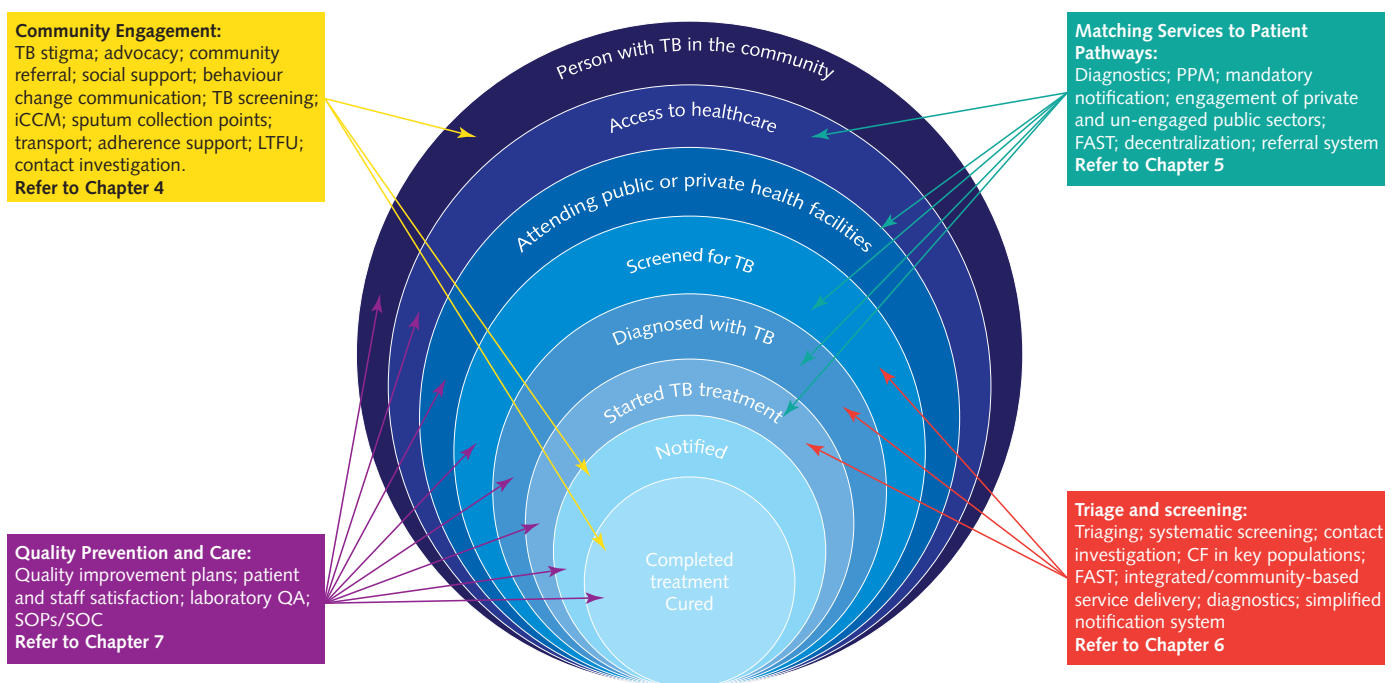 Community Engagement:
TB stigma; advocacy; community
referral; social support; behaviour
change communication; TB screening;
iCCM; sputum collection points;
transport; adherence support; LTFU;
contact investigation.
Refer to Chapter 4
Matching Services to Patient
Pathways:
Diagnostics; PPM; mandatory
notification; engagement of private
and un-engaged public sectors;
FAST; decentralization; referral system
Refer to Chapter 5
Person with TB in the community
Access to healthcare
Attending public or private health facilities
Screened for TB
Diagnosed with TB
Started TB treatment
Notified
Completed
treatment
Cured
Quality Prevention and Care:
Quality improvement plans; patient
and staff satisfaction; laboratory QA;
SOPs/SOC
Refer to Chapter 7
Triage and screening:
Triaging; systematic screening; contact
investigation; CF in key populations;
FAST; integrated/community-based
service delivery; diagnostics; simplified
notification system
Refer to Chapter 6